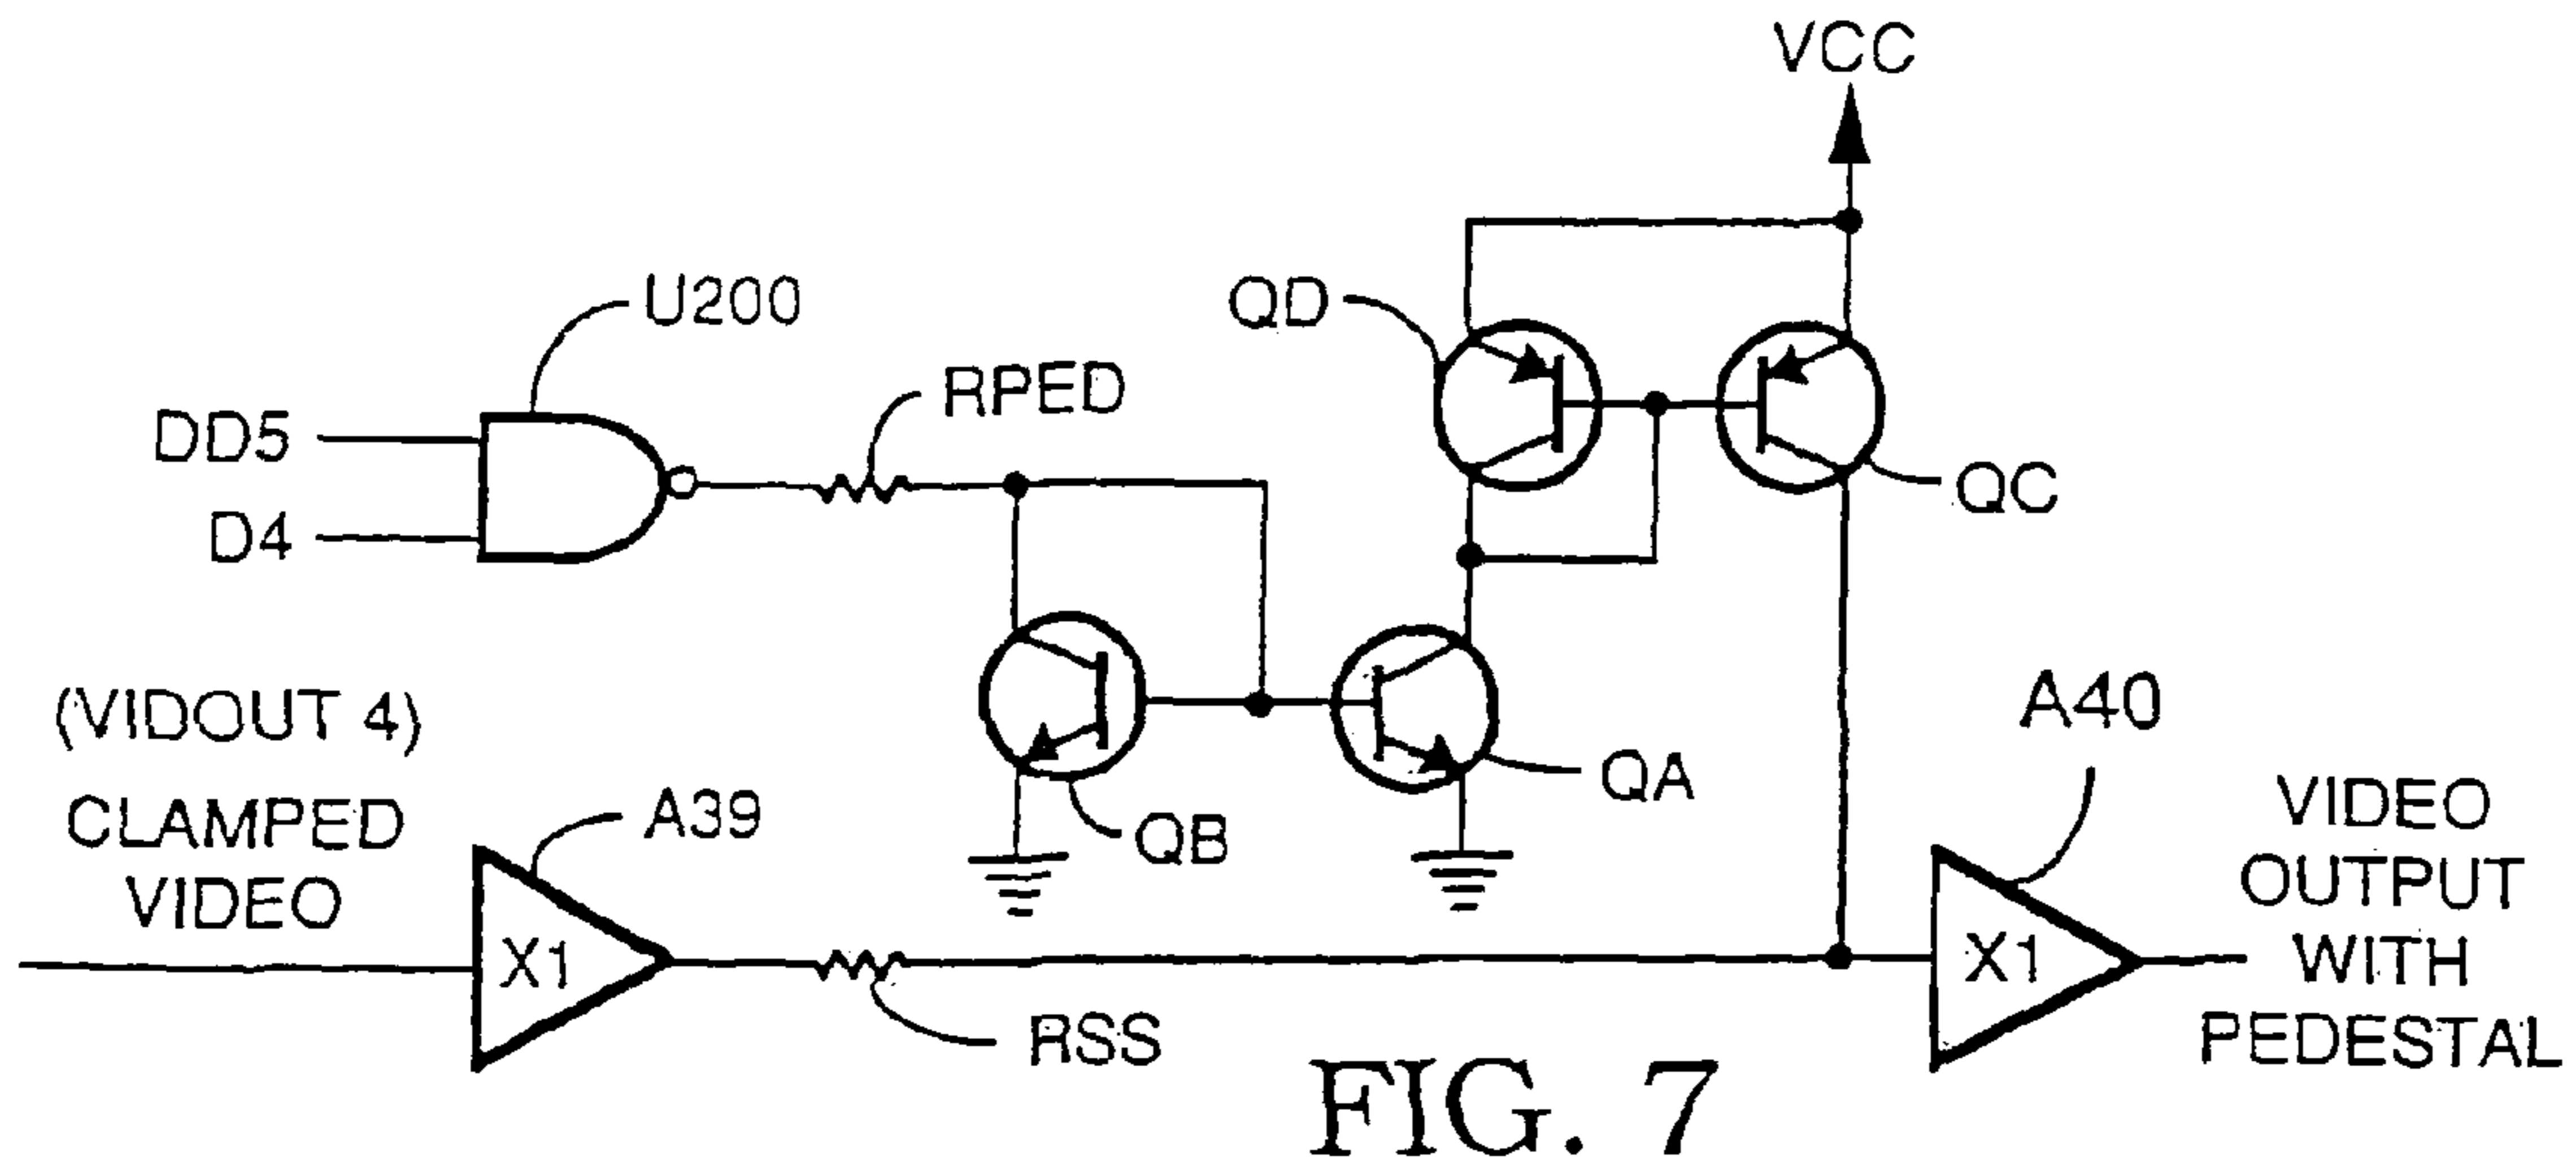 VCC
U200
QD
RPED
DD5
QC
D4
(VIDOUT 4)
CLAMPED
VIDEO
A39
QB
QA
A40
VIDEO
OUTPUT
WITH
PEDESTAL
X1
X1
RSS
FIG. 7